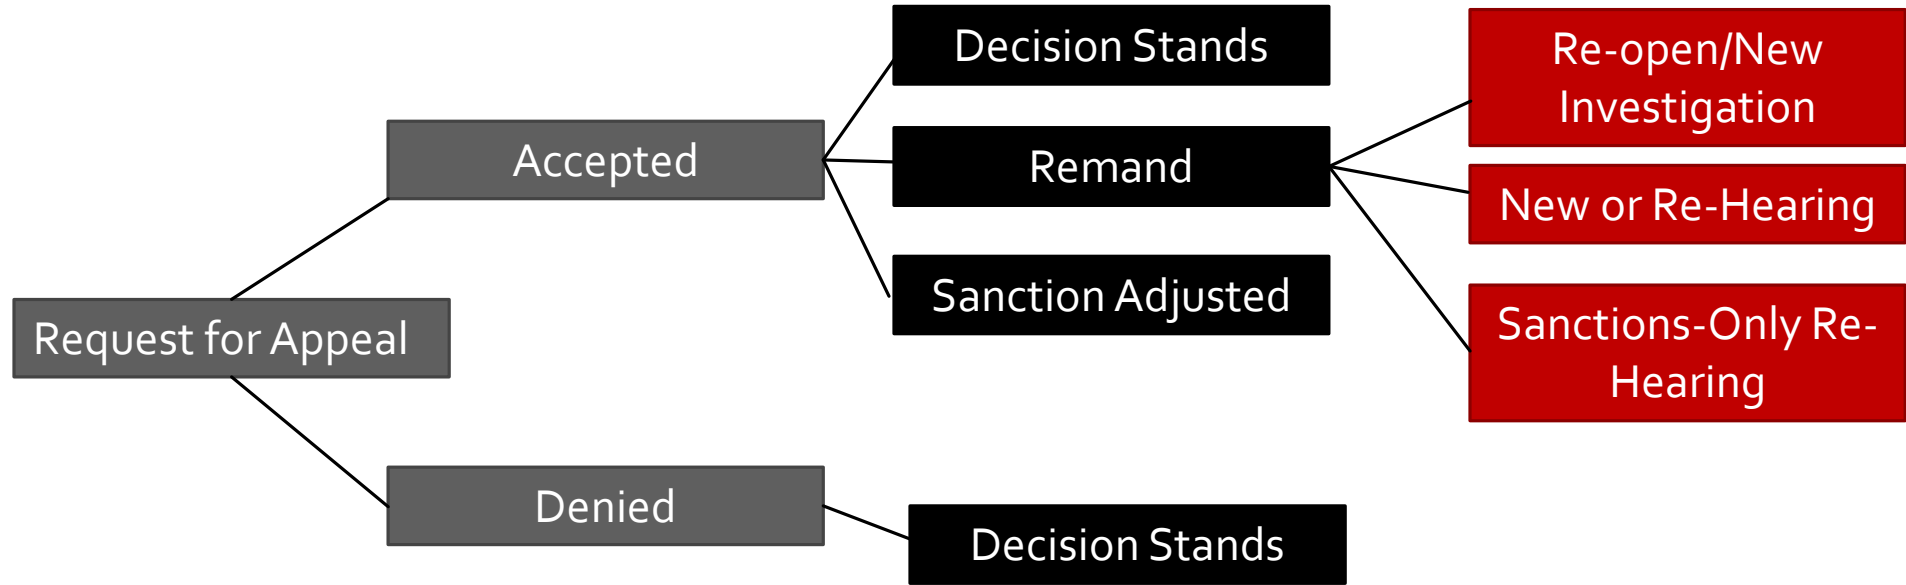 Decision Stands
Re-open/New
Investigation
Accepted
Remand
New or Re-Hearing
Sanction Adjusted
Request for Appeal
Sanctions-Only Re-
Hearing
Denied
Decision Stands